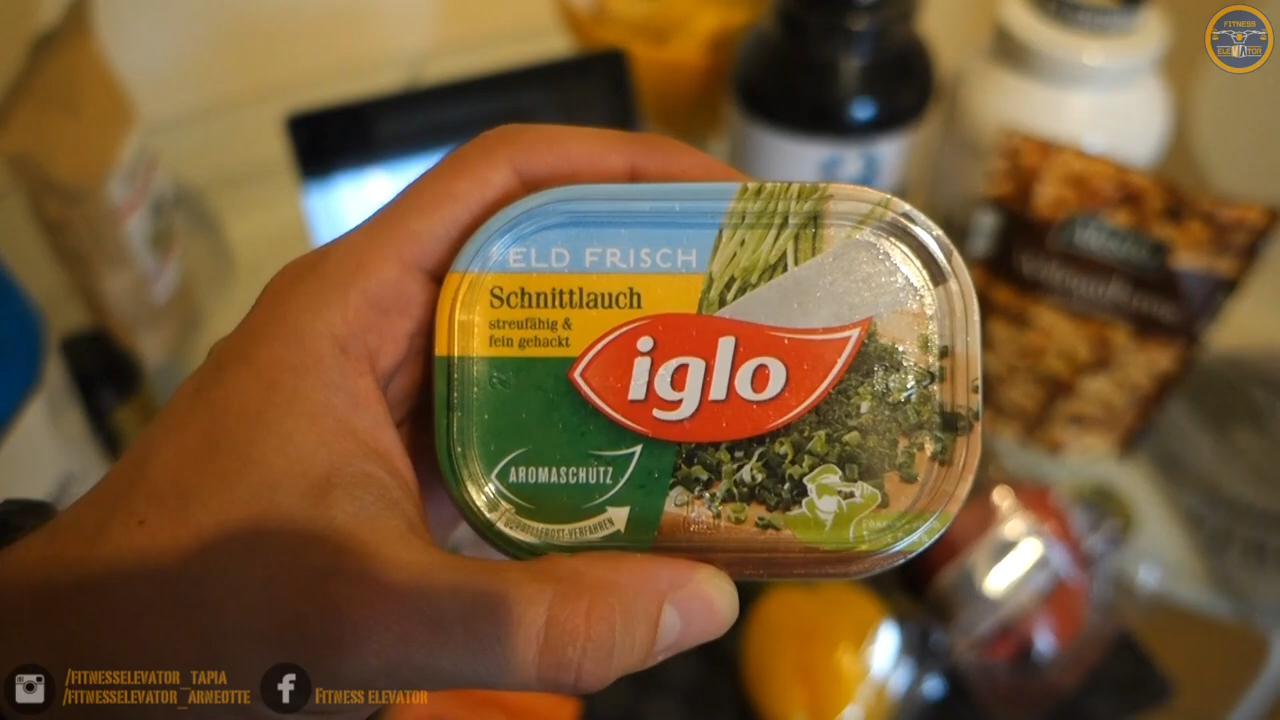 FITNESS
ELEVATOR
ELD FRISCH
Schnittlauch
streufähig &
fein gehackt
iglo
AROMASCHUTZ
/FITNESSELEVATOR_TAPIA
/FITNESSELEVATOR_ARNEOTTE
FITNESS ELEVATOR